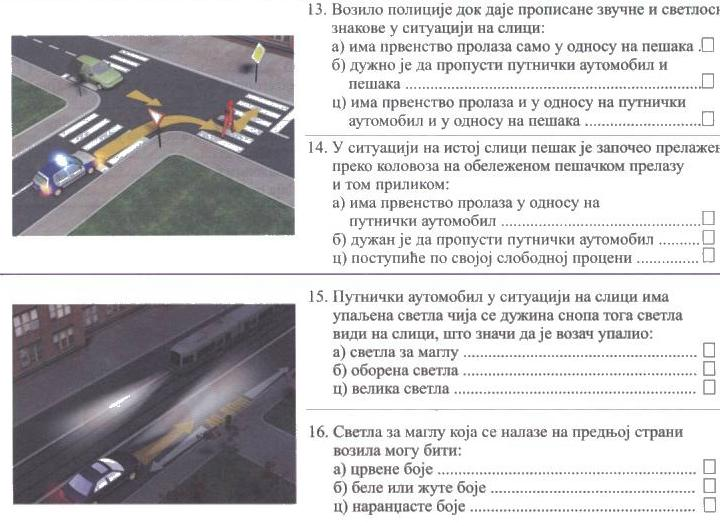 13. Возило полиције док даје прописане звучне и светлосн
знакове у ситуацији на слици:
а) има првенство пролаза само у односу на пешака .
б) дужно је да пропусти путнички аутомобил и
пешака ..........................................................................
ц) има првенство пролаза и у односу на путнички
аутомобил и у односу на пешака ........................
14. У ситуацији на истој слици пешак је започео прелажењ
преко коловоза на обележеном пешачком прелазу
и том приликом:
а) има првенство пролаза у односу на
путнички аутомобил ...........................................
б) дужан је да пропусти путнички аутомобил .........
ц) поступиће по својој слободној процени .............
15. Путнички аутомобил у ситуацији на слици има
упаљена светла чија се дужина снопа тога светла
види на слици, што значи да је возач упалио:
а) светла за маглу ..................................................
б) оборена светла ..................................................
ц) велика светла ....................................................
16. Светла за маглу која се налазе на предњој страни
возила могу бити:
а) црвене боје ........................................................
б) беле или жуте боје .............................................
ц) наранџасте боје .................................................